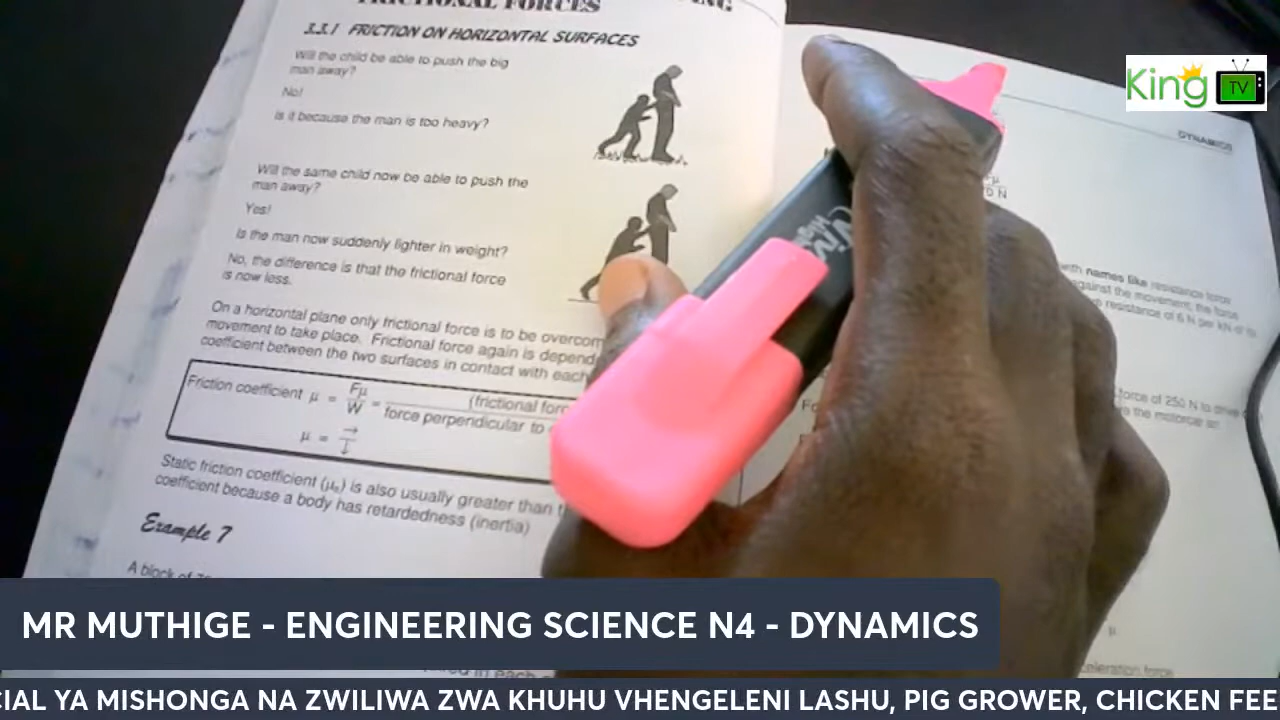 FRICTIONAL FORCES
3.3.1 FRICTION ON HORIZONTAL SURFACES
Will the child be able to push the big
man away?
No!
Is it because the man is too heavy?
Will the same child now be able to push the
man away?
Yes!
Is the man now suddenly lighter in weight?
No, the difference is that the frictional force
is now less.
On a horizontal plane only frictional force is to be overcom
movement to take place. Frictional force again is depend
coefficient between the two surfaces in contact with each
Friction coefficient μ = Fμ / W = (frictional forc / force perpendicular to
μ = → / ↓
Static friction coefficient (μs) is also usually greater than t
coefficient because a body has retardedness (inertia)
Example 7
A block of
DYNAMICS
with names like resistance force
against the movement, the force
resistance of 6 N per kN of
force of 250 N to drive
King TV
MR MUTHIGE - ENGINEERING SCIENCE N4 - DYNAMICS
CIAL YA MISHONGA NA ZWILIWA ZWA KHUHU VHENGELENI LASHU, PIG GROWER, CHICKEN FEE